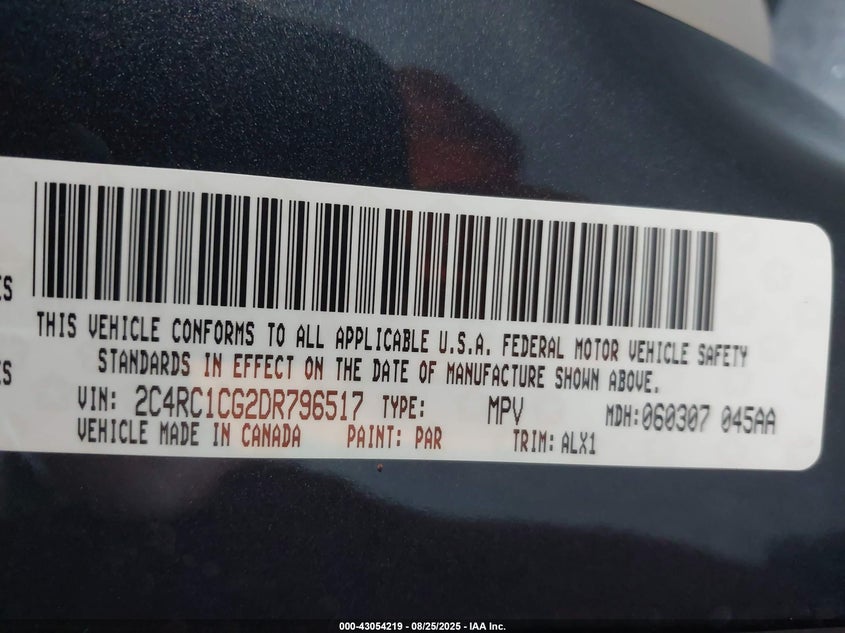 ES
THIS VEHICLE CONFORMS TO ALL APPLICABLE U.S.A. FEDERAL MOTOR VEHICLE SAFETY
ES
STANDARDS IN EFFECT ON THE DATE OF MANUFACTURE SHOWN ABOVE.
VIN: 2C4RC1CG2DR796517 TYPE: MPV MDH:060307 045AA
VEHICLE MADE IN CANADA PAINT: PAR TRIM: ALX1
000-43054219 - 08/25/2025 - IAA Inc.